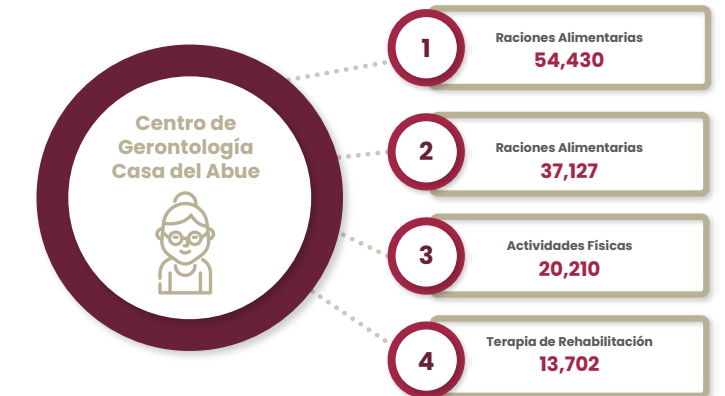 Centro de
Gerontología
Casa del Abue
1
Raciones Alimentarias
54,430
2
Raciones Alimentarias
37,127
3
Actividades Físicas
20,210
4
Terapia de Rehabilitación
13,702